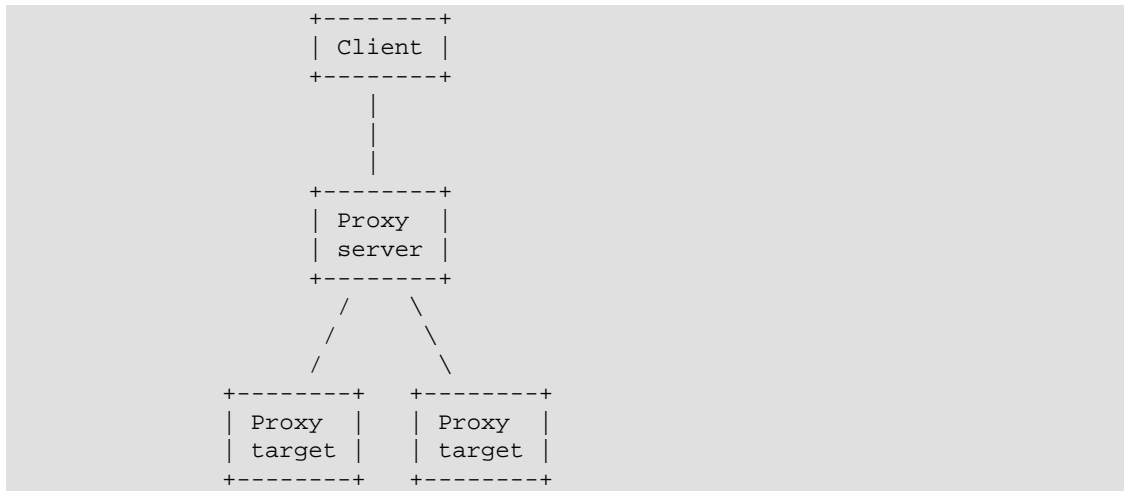 +--------+
| Client |
+--------+
|
|
|
+--------+
| Proxy  |
| server |
+--------+
/    \
/      \
/        \
+--------+   +--------+
| Proxy  |   | Proxy  |
| target |   | target |
+--------+   +--------+